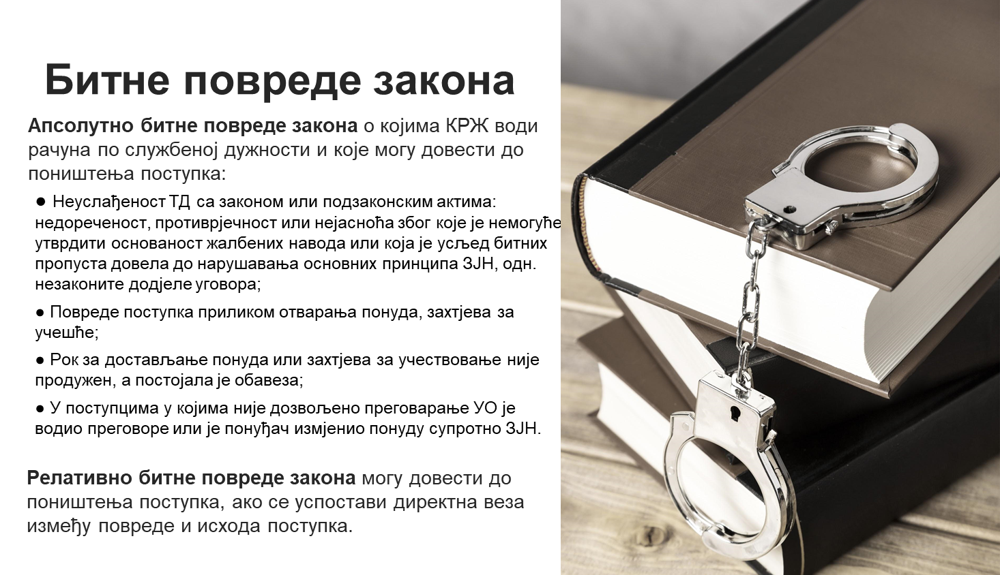 Битне повреде закона
Апсолутно битне повреде закона о којима КРЖ води
рачуна по службеној дужности и које могу довести до
поништења поступка:
● Неуслађеност ТД са законом или подзаконским актима:
недореченост, противрјечност или нејасноћа због које је немогуће
утврдити основаност жалбених навода или која је усљед битних
пропуста довела до нарушавања основних принципа ЗЈН, одн.
незаконите додјеле уговора;
● Повреде поступка приликом отварања понуда, захтјева за
учешће;
● Рок за достављање понуда или захтјева за учествовање није
продужен, а постојала је обавеза;
● У поступцима у којима није дозвољено преговарање УО је
водио преговоре или је понуђач измјенио понуду супротно ЗЈН.
Релативно битне повреде закона могу довести до
поништења поступка, ако се успостави директна веза
између повреде и исхода поступка.